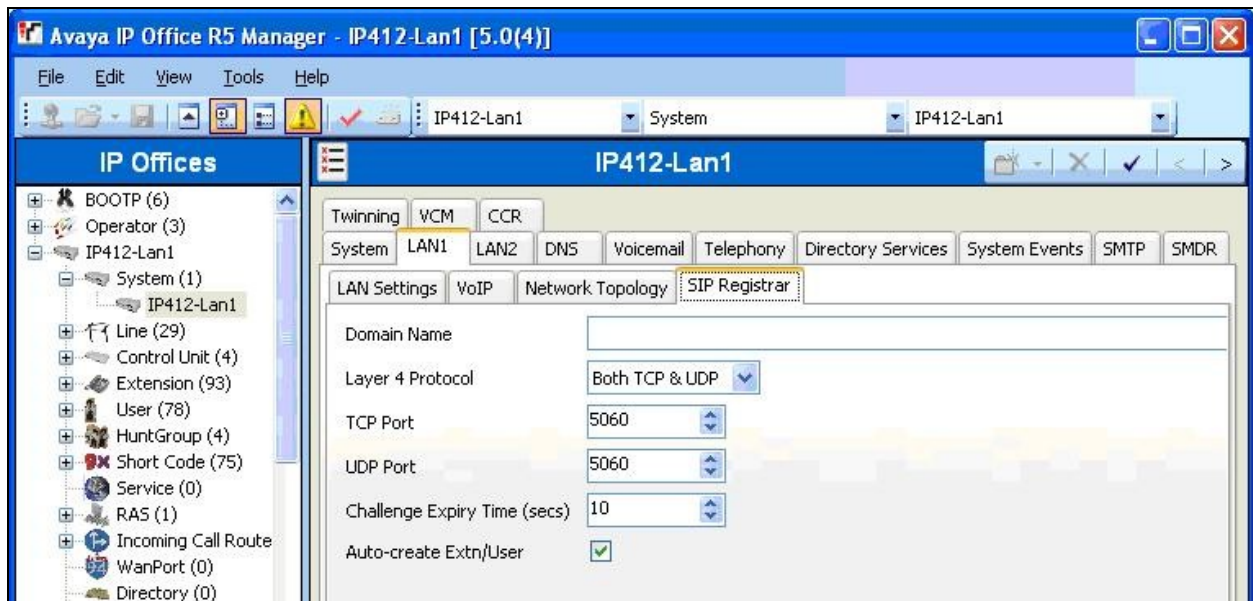 Avaya IP Office R5 Manager - IP412-Lan1 [5.0(4)]
File Edit View Tools Help
IP412-Lan1 System IP412-Lan1
IP Offices
BOOTP (6)
Operator (3)
IP412-Lan1
System (1)
IP412-Lan1
Line (29)
Control Unit (4)
Extension (93)
User (78)
HuntGroup (4)
Short Code (75)
Service (0)
RAS (1)
Incoming Call Route
WanPort (0)
Directory (0)
IP412-Lan1
Twinning VCM CCR
System LAN1 LAN2 DNS Voicemail Telephony Directory Services System Events SMTP SMDR
LAN Settings VoIP Network Topology SIP Registrar
Domain Name
Layer 4 Protocol Both TCP & UDP
TCP Port 5060
UDP Port 5060
Challenge Expiry Time (secs) 10
Auto-create Extn/User